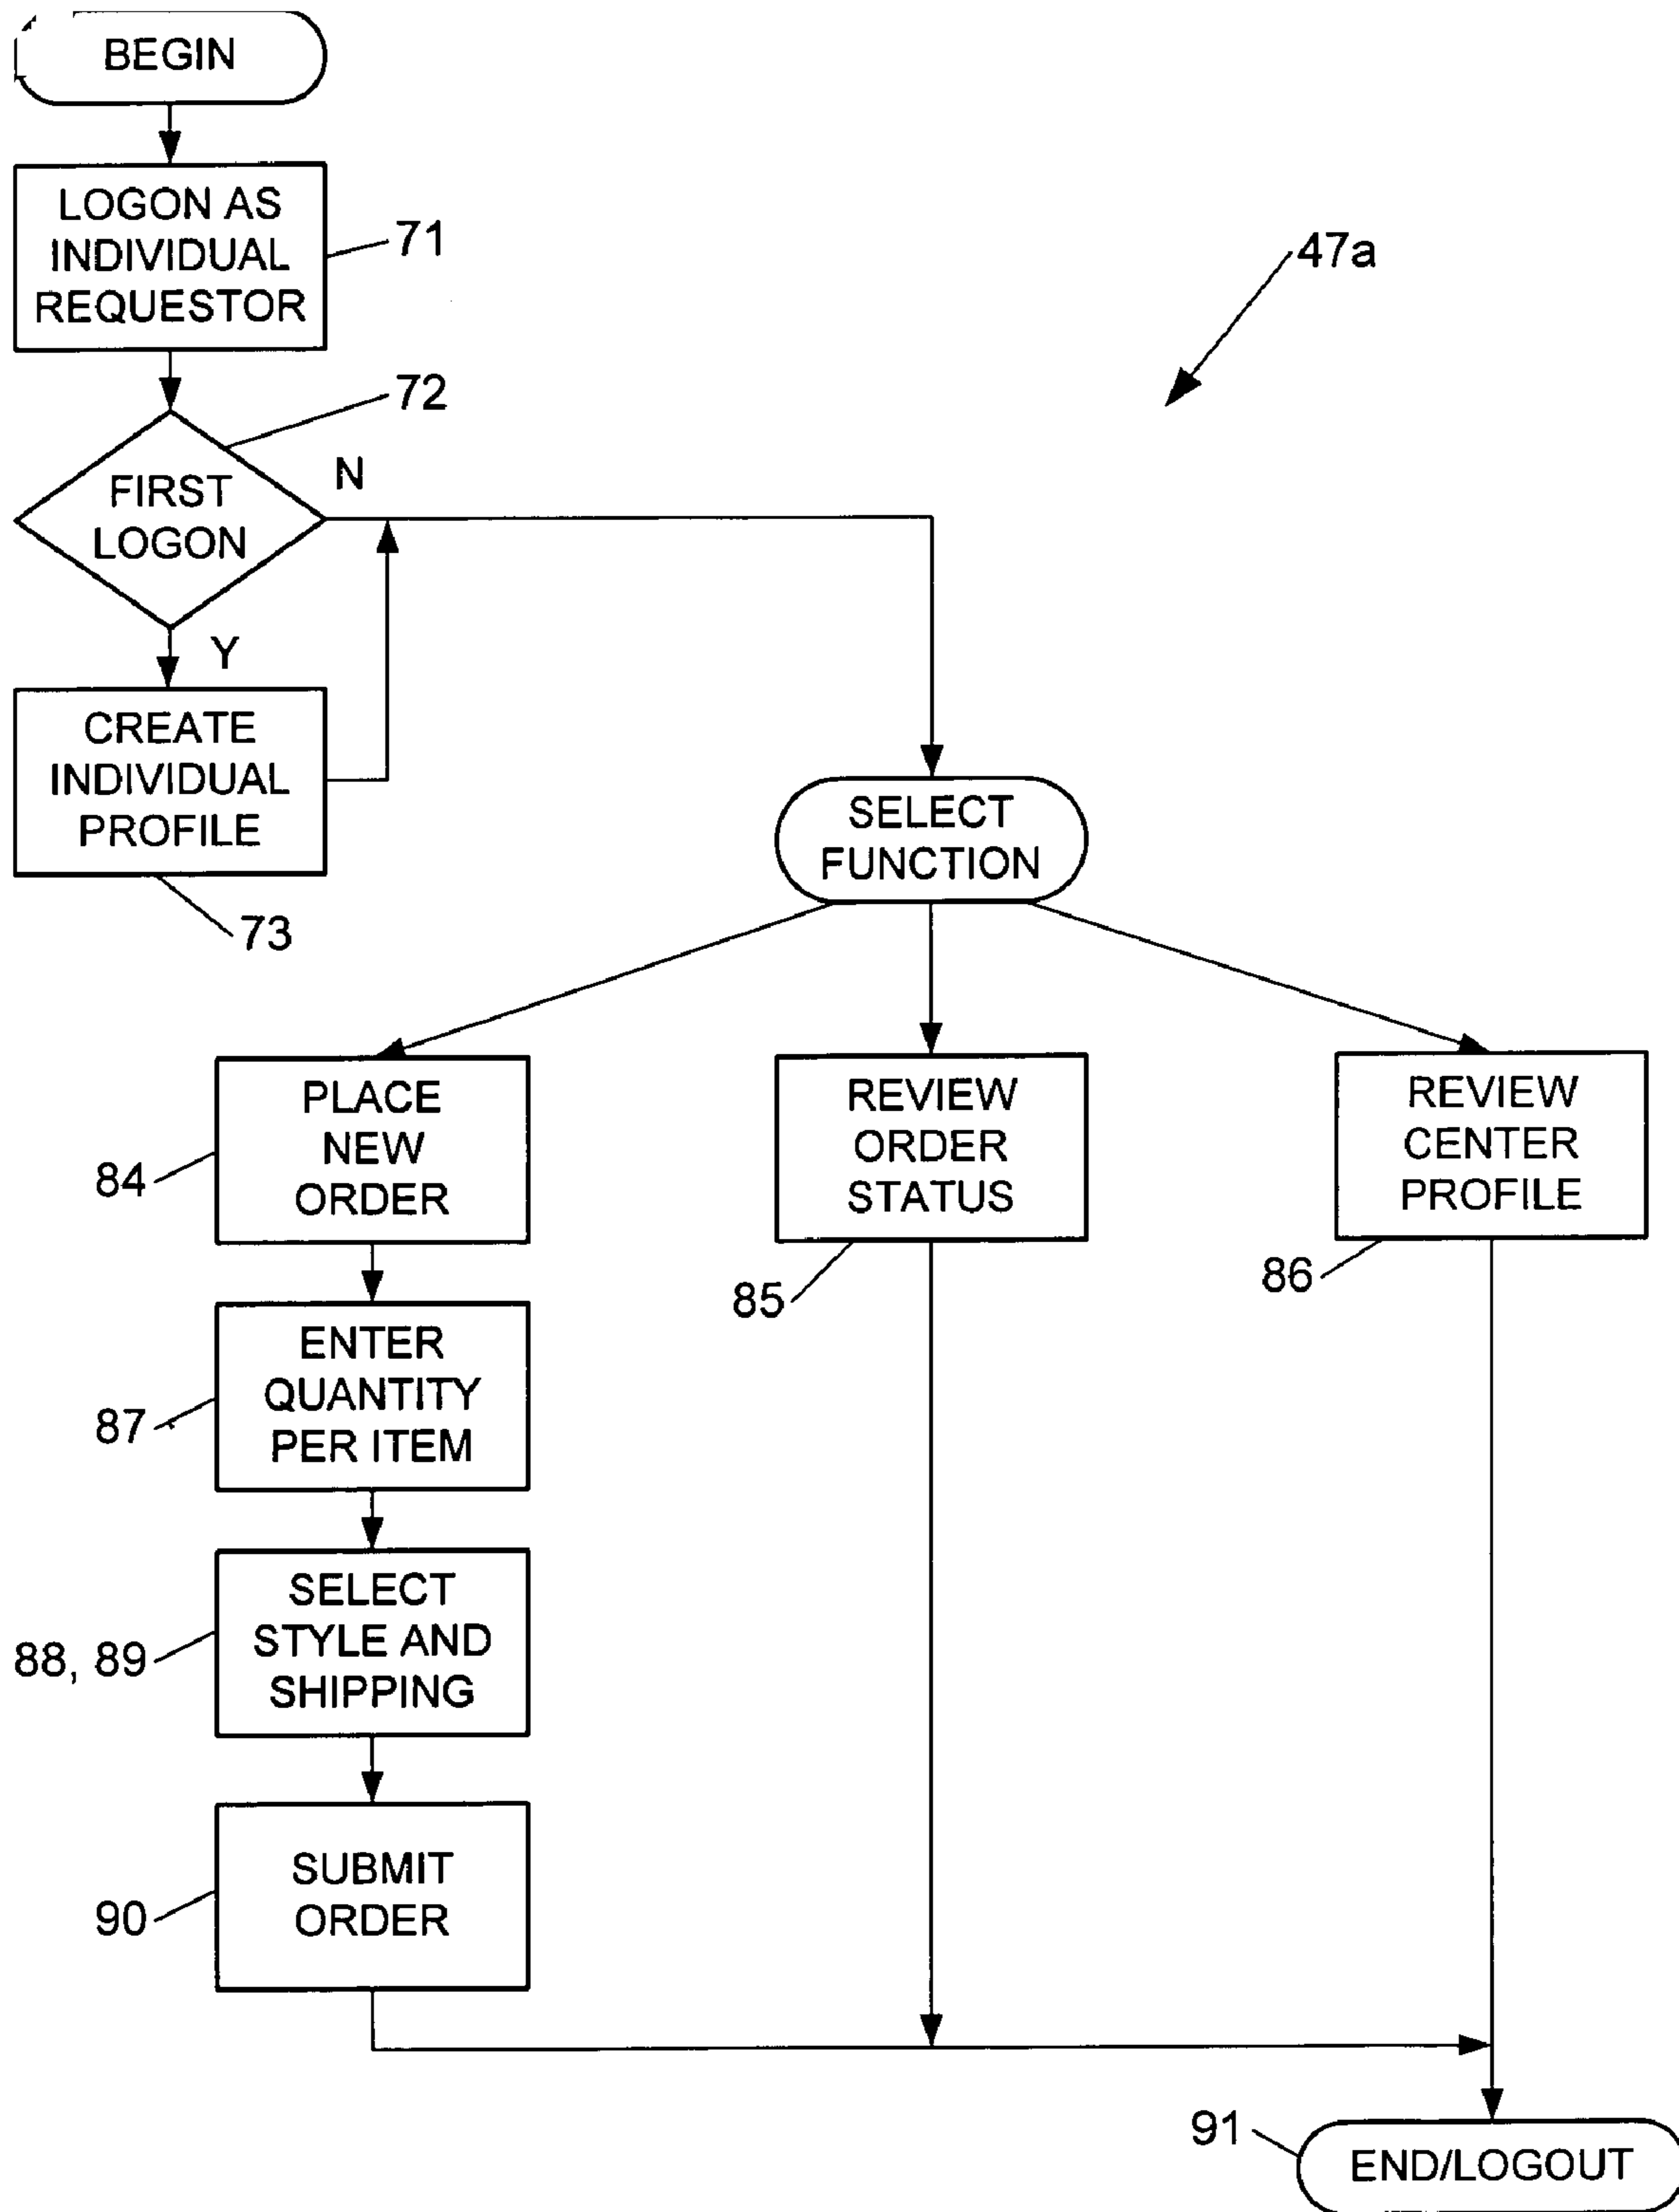 BEGIN
LOGON AS
INDIVIDUAL
REQUESTOR
71
47a
72
FIRST
LOGON
N
Y
CREATE
INDIVIDUAL
PROFILE
73
SELECT
FUNCTION
PLACE
NEW
ORDER
84
REVIEW
ORDER
STATUS
85
REVIEW
CENTER
PROFILE
86
ENTER
QUANTITY
PER ITEM
87
SELECT
STYLE AND
SHIPPING
88, 89
SUBMIT
ORDER
90
91
END/LOGOUT